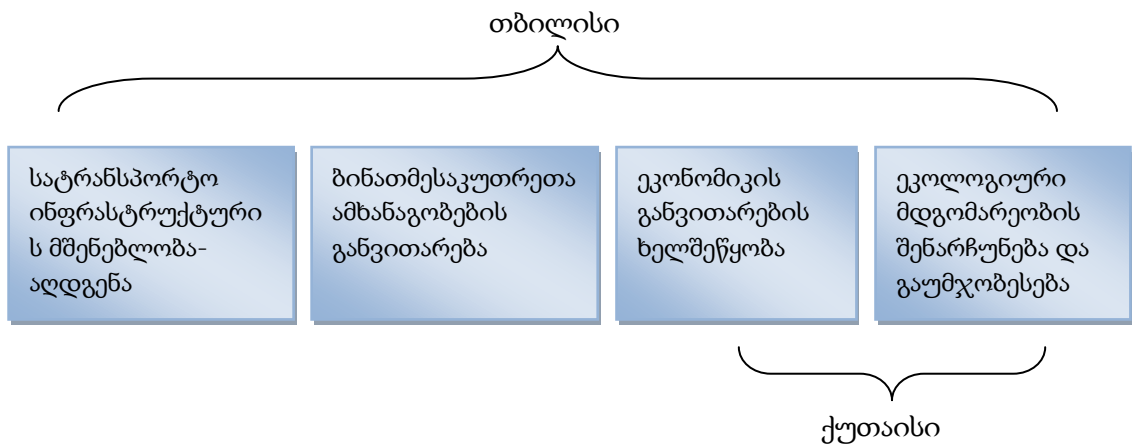 თბილისი
სატრანსპორტო
ინფრასტრუქტური
ს მშენებლობა-
აღდგენა
ბინათმესაკუთრეთა
ამხანაგობების
განვითარება
ეკონომიკის
განვითარების
ხელშეწყობა
ეკოლოგიური
მდგომარეობის
შენარჩუნება და
გაუმჯობესება
ქუთაისი